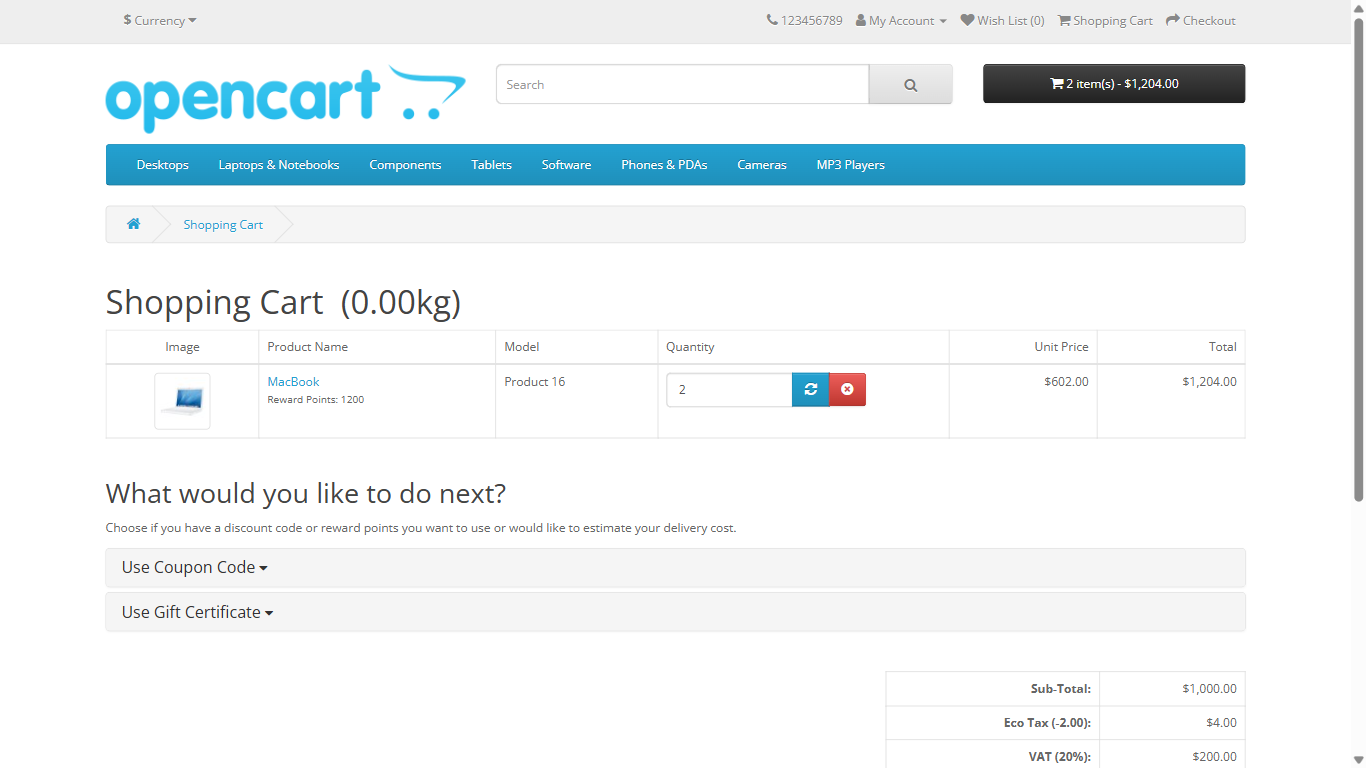 $ Currency
123456789 My Account Wish List (0) Shopping Cart Checkout
opencart
Search
2 item(s) - $1,204.00
Desktops Laptops & Notebooks Components Tablets Software Phones & PDAs Cameras MP3 Players
Shopping Cart
Shopping Cart (0.00kg)
Image Product Name Model Quantity Unit Price Total
MacBook Product 16 2 $602.00 $1,204.00
Reward Points: 1200
What would you like to do next?
Choose if you have a discount code or reward points you want to use or would like to estimate your delivery cost.
Use Coupon Code
Use Gift Certificate
Sub-Total: $1,000.00
Eco Tax (-2.00): $4.00
VAT (20%): $200.00